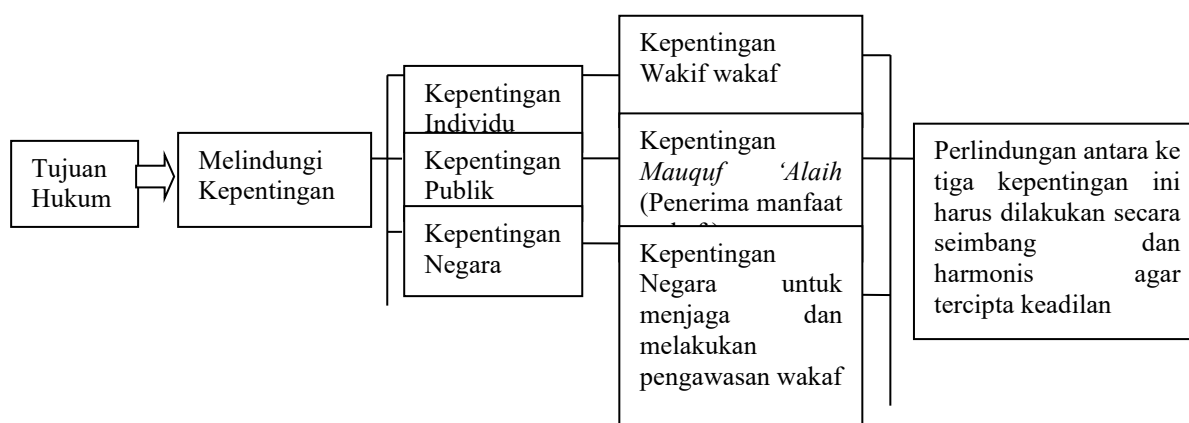 Tujuan
Hukum
Melindungi
Kepentingan
Kepentingan
Individu
Kepentingan
Publik
Kepentingan
Negara
Kepentingan
Wakif wakaf
Kepentingan
Mauquf ‘Alaih
(Penerima manfaat
Kepentingan
Negara untuk
menjaga dan
melakukan
pengawasan wakaf
Perlindungan antara ke
tiga kepentingan ini
harus dilakukan secara
seimbang dan
harmonis agar
tercipta keadilan